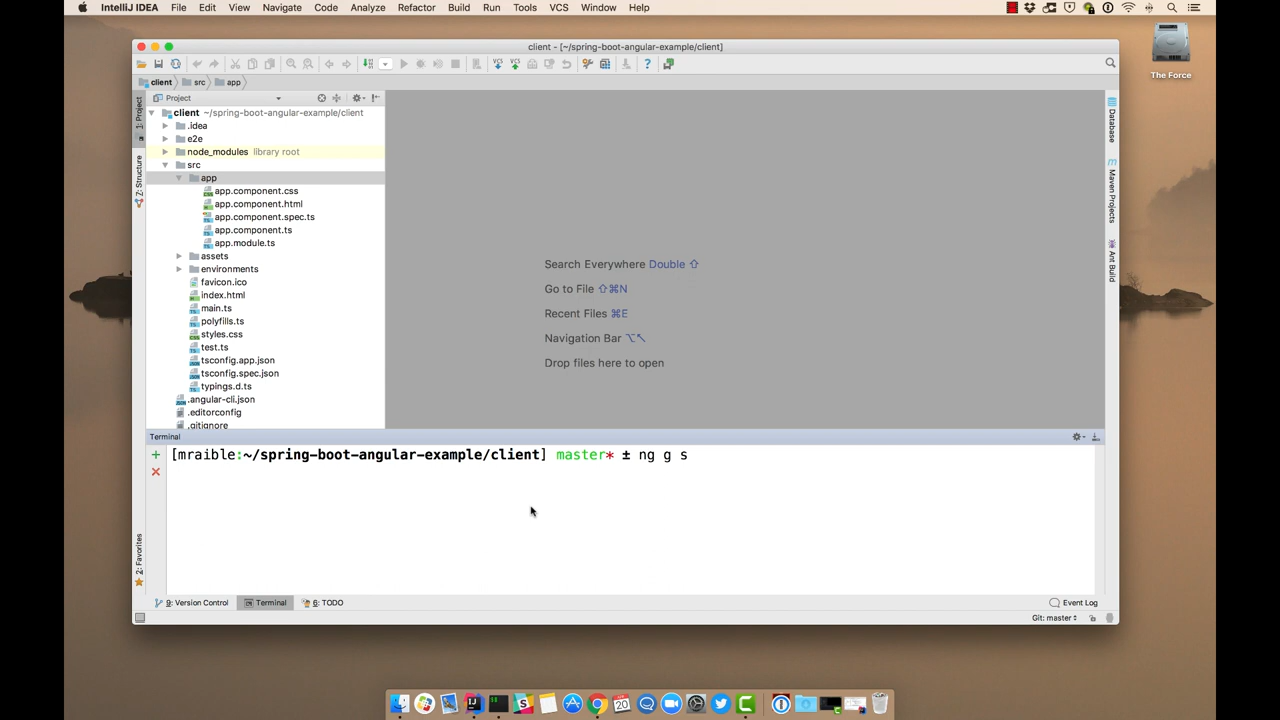 IntelliJ IDEA File Edit View Navigate Code Analyze Refactor Build Run Tools VCS Window Help
client - [~/spring-boot-angular-example/client]
The Force
client src app
Project
1: Project
client ~/spring-boot-angular-example/client
.idea
e2e
node_modules library root
src
app
app.component.css
app.component.html
app.component.spec.ts
app.component.ts
app.module.ts
assets
environments
favicon.ico
index.html
main.ts
polyfills.ts
styles.css
test.ts
tsconfig.app.json
tsconfig.spec.json
typings.d.ts
.angular-cli.json
.editorconfig
.gitignore
Z: Structure
2: Favorites
Search Everywhere Double ⇧
Go to File ⇧⌘N
Recent Files ⌘E
Navigation Bar ⌥↖
Drop files here to open
Database
Maven Projects
Ant Build
Terminal
[mraible:~/spring-boot-angular-example/client] master* ± ng g s
9: Version Control Terminal 6: TODO Event Log
Git: master